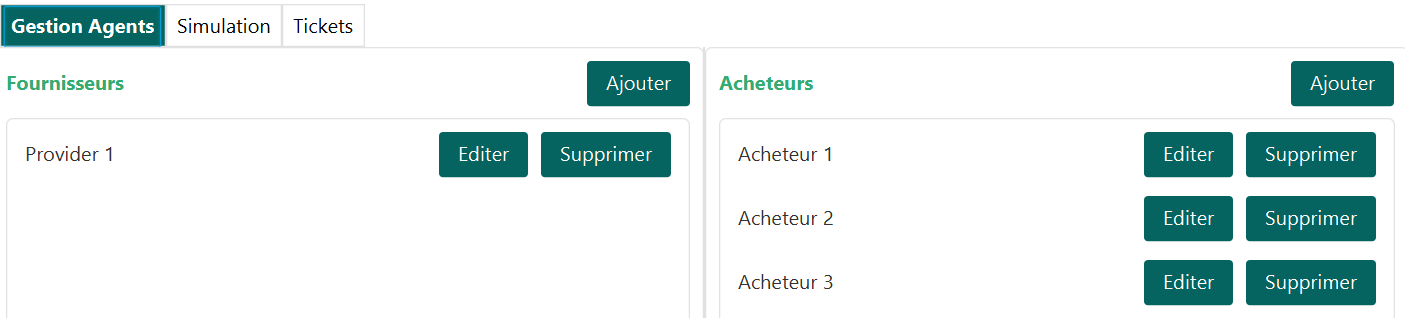 Gestion Agents Simulation Tickets
Fournisseurs Ajouter
Provider 1 Editer Supprimer
Acheteurs Ajouter
Acheteur 1 Editer Supprimer
Acheteur 2 Editer Supprimer
Acheteur 3 Editer Supprimer